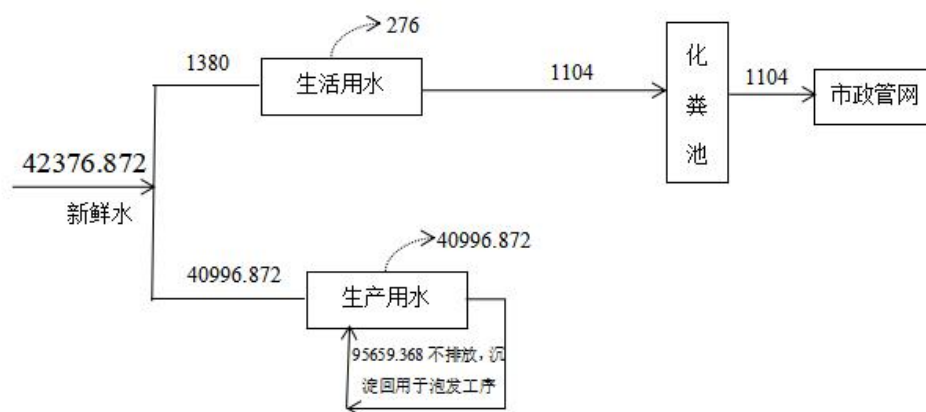 276
1380
生活用水
1104
化
粪
池
1104
市政管网
42376.872
新鲜水
40996.872
40996.872
生产用水
95659.368 不排放，沉
淀回用于泡发工序